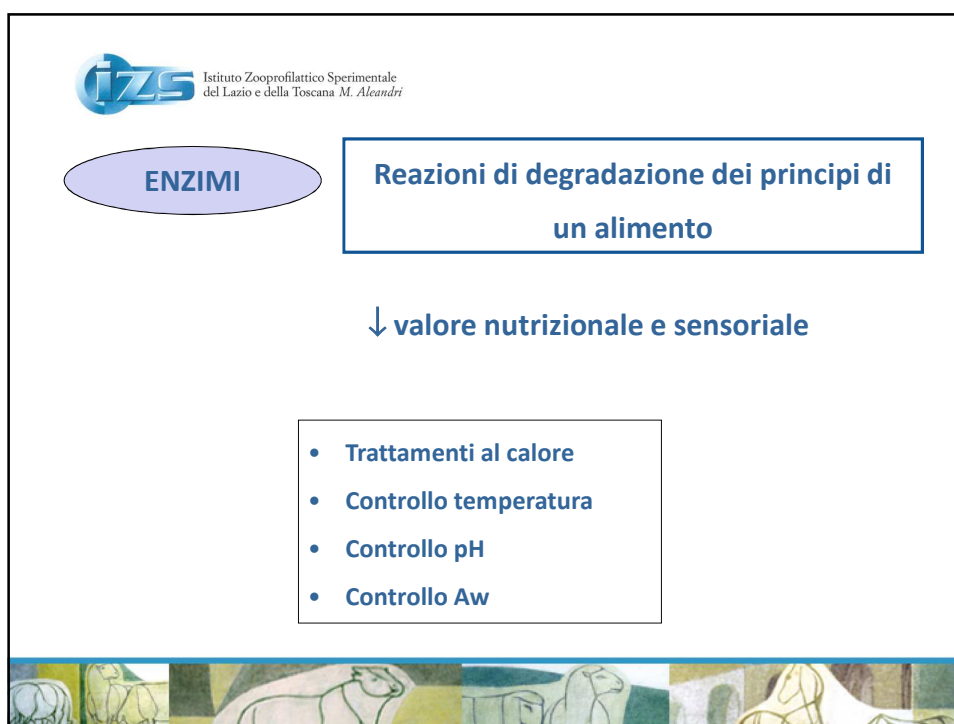 izs
Istituto Zooprofilattico Sperimentale
del Lazio e della Toscana M. Aleandri
ENZIMI
Reazioni di degradazione dei principi di
un alimento
↓ valore nutrizionale e sensoriale
• Trattamenti al calore
• Controllo temperatura
• Controllo pH
• Controllo Aw